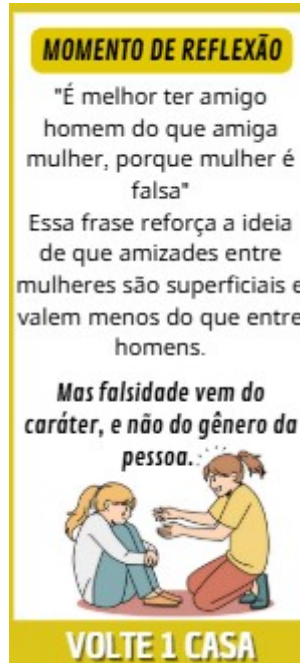 MOMENTO DE REFLEXÃO
"É melhor ter amigo
homem do que amiga
mulher, porque mulher é
falsa"
Essa frase reforça a ideia
de que amizades entre
mulheres são superficiais e
valem menos do que entre
homens.
Mas falsidade vem do
caráter, e não do gênero da
pessoa.
VOLTE 1 CASA